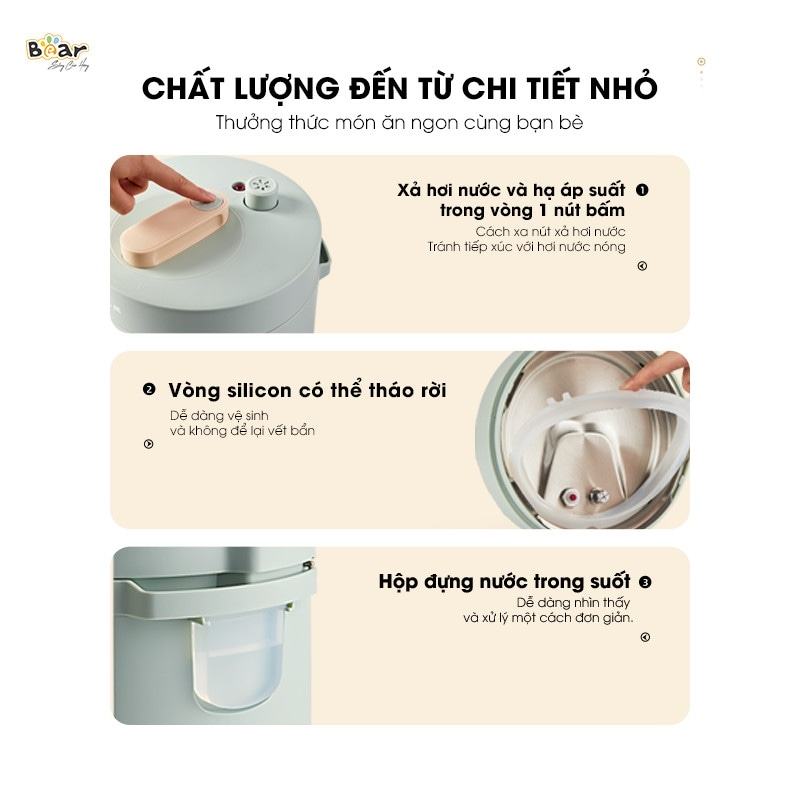 Bear
CHẤT LƯỢNG ĐẾN TỪ CHI TIẾT NHỎ
Thưởng thức món ăn ngon cùng bạn bè
Xả hơi nước và hạ áp suất 1
trong vòng 1 nút bấm
Cách xa nút xả hơi nước
Tránh tiếp xúc với hơi nước nóng
2 Vòng silicon có thể tháo rời
Dễ dàng vệ sinh
và không để lại vết bẩn
Hộp đựng nước trong suốt 3
Dễ dàng nhìn thấy
và xử lý một cách đơn giản.